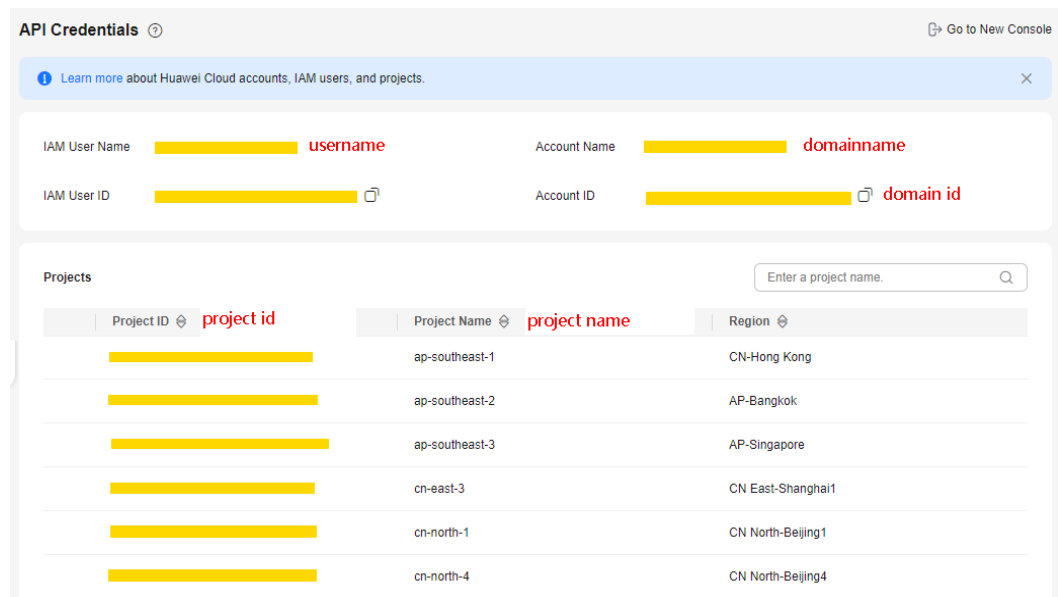 API Credentials ?
Go to New Console
Learn more about Huawei Cloud accounts, IAM users, and projects.
IAM User Name username Account Name domainname
IAM User ID Account ID domain id
Projects Enter a project name.
Project ID project id Project Name project name Region
ap-southeast-1 CN-Hong Kong
ap-southeast-2 AP-Bangkok
ap-southeast-3 AP-Singapore
cn-east-3 CN East-Shanghai1
cn-north-1 CN North-Beijing1
cn-north-4 CN North-Beijing4